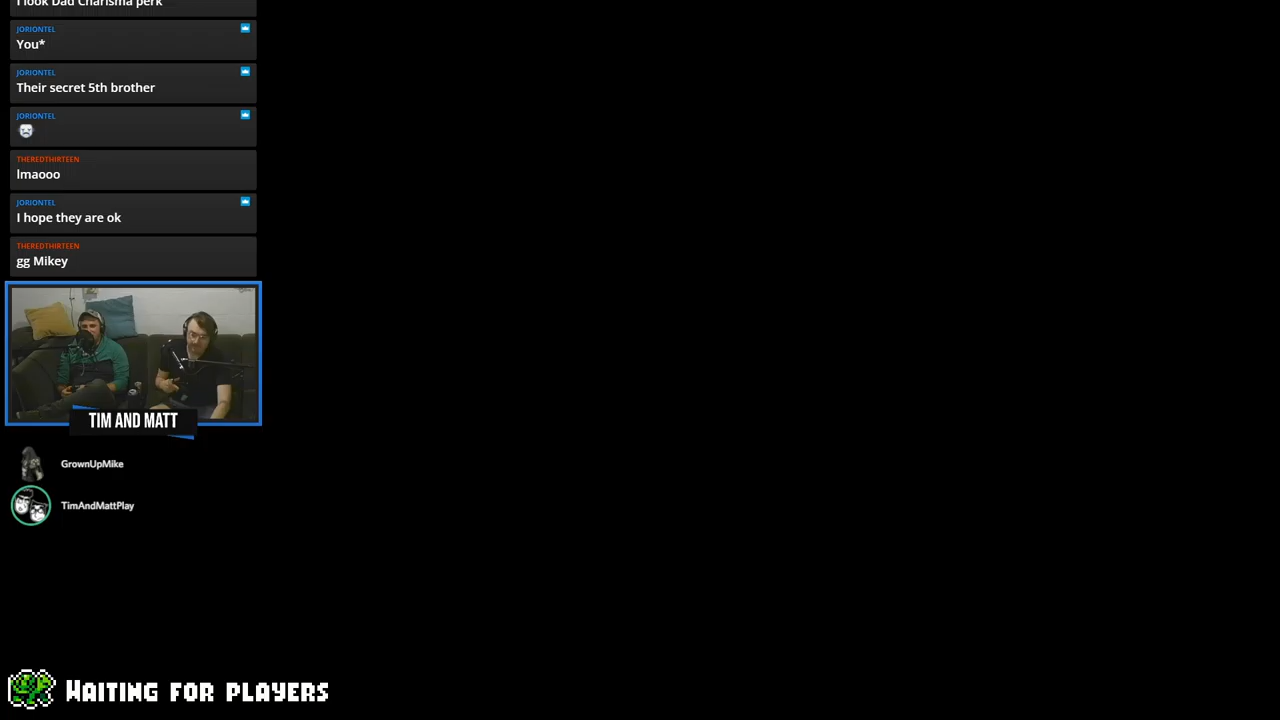 I look Dad Charisma perk
JORIONTEL
You*
JORIONTEL
Their secret 5th brother
JORIONTEL
THEREDTHIRTEEN
lmaooo
JORIONTEL
I hope they are ok
THEREDTHIRTEEN
gg Mikey
TIM AND MATT
GrownUpMike
TimAndMattPlay
WAITING FOR PLAYERS